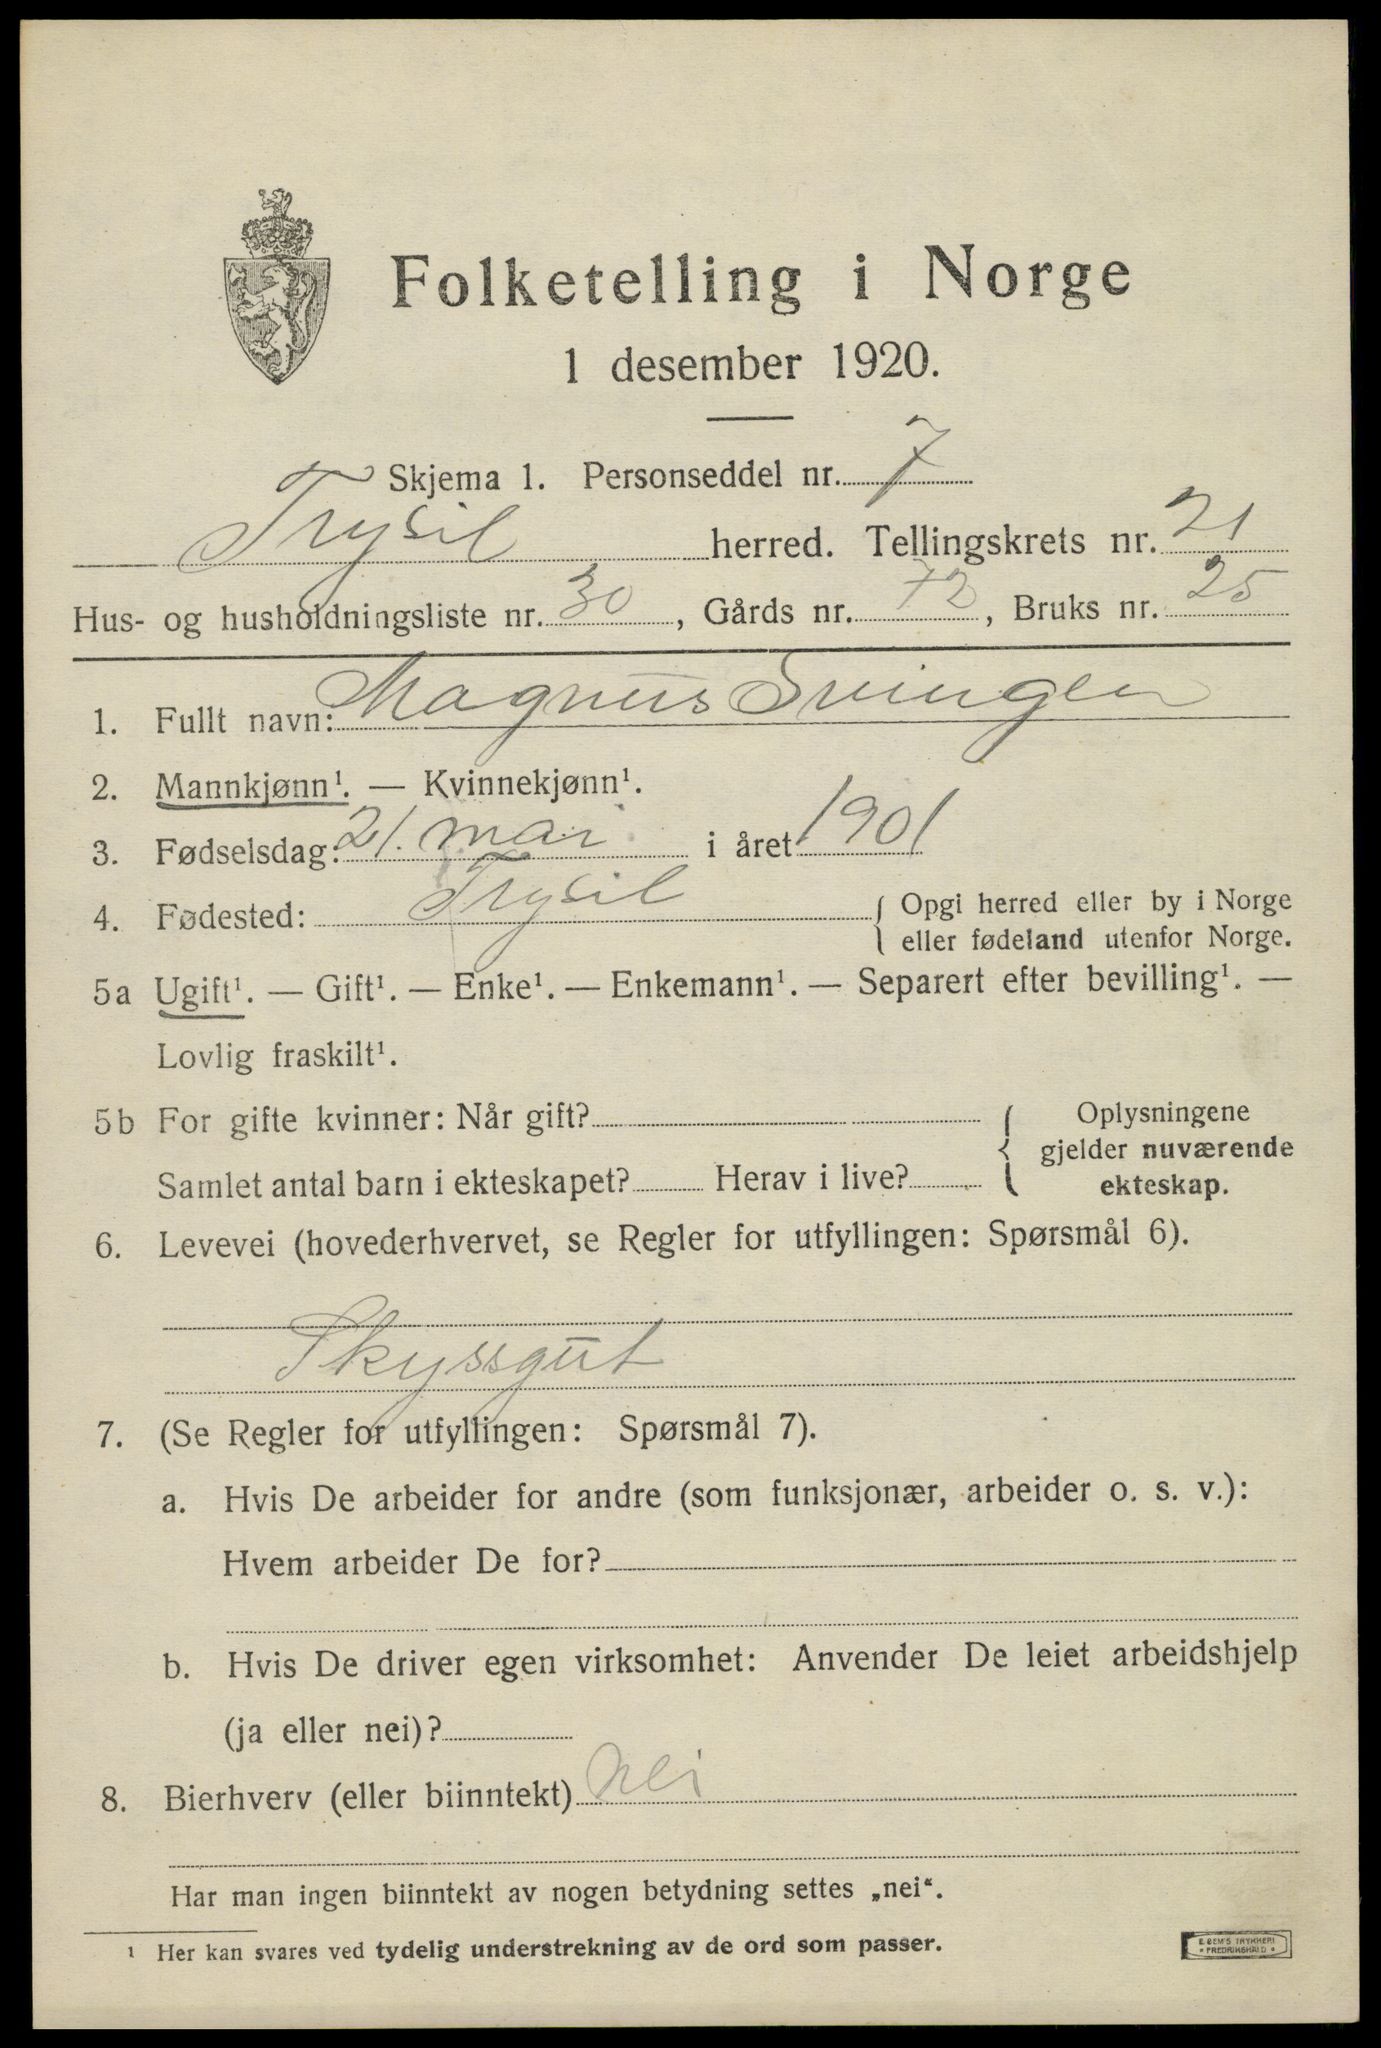 Folketelling i Norge
1 desember 1920.
Skjema 1. Personseddel nr. 7
Trysil herred. Tellingskrets nr. 21
Hus- og husholdningsliste nr. 30, Gårds nr. 72, Bruks nr. 25
1. Fullt navn: Magnus Svingen
2. Mannkjønn¹. — Kvinnekjønn¹.
3. Fødselsdag: 21. mai i året 1901
4. Fødested: Trysil { Opgi herred eller by i Norge
eller fødeland utenfor Norge.
5a Ugift¹. — Gift¹. — Enke¹. — Enkemann¹. — Separert efter bevilling¹. —
Lovlig fraskilt¹.
5b For gifte kvinner: Når gift? { Oplysningene
gjelder nuværende
Samlet antal barn i ekteskapet? Herav i live? ekteskap.
6. Levevei (hovederhvervet, se Regler for utfyllingen: Spørsmål 6).
Skyssgut
7. (Se Regler for utfyllingen: Spørsmål 7).
a. Hvis De arbeider for andre (som funksjonær, arbeider o. s. v.):
Hvem arbeider De for?
b. Hvis De driver egen virksomhet: Anvender De leiet arbeidshjelp
(ja eller nei)?
8. Bierhverv (eller biinntekt) nei
Har man ingen biinntekt av nogen betydning settes „nei“.
¹ Her kan svares ved tydelig understrekning av de ord som passer.
E. SEM'S TRYKKERI
FREDRIKSHALD